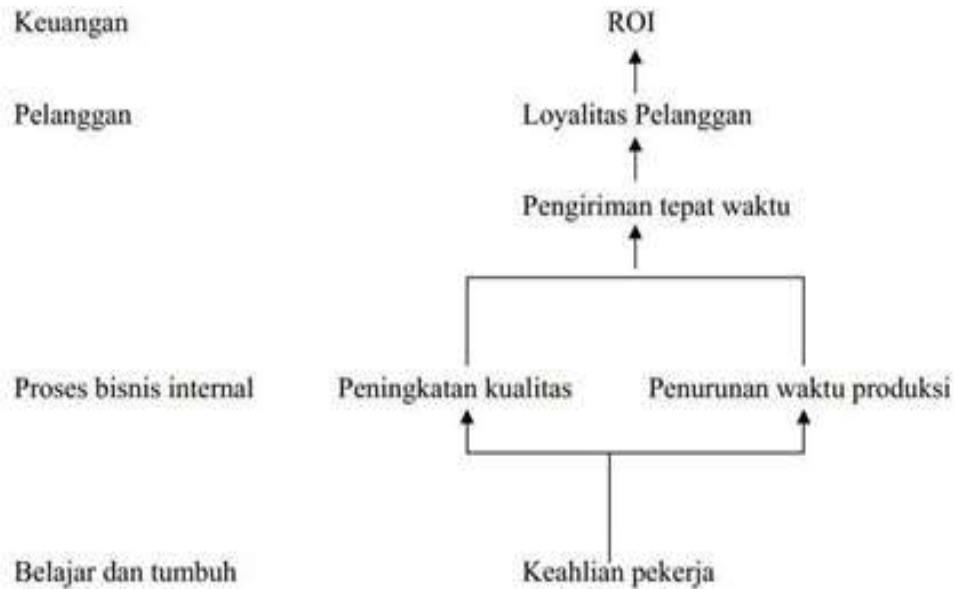 Keuangan ROI
Pelanggan Loyalitas Pelanggan
Pengiriman tepat waktu
Proses bisnis internal Peningkatan kualitas Penurunan waktu produksi
Belajar dan tumbuh Keahlian pekerja